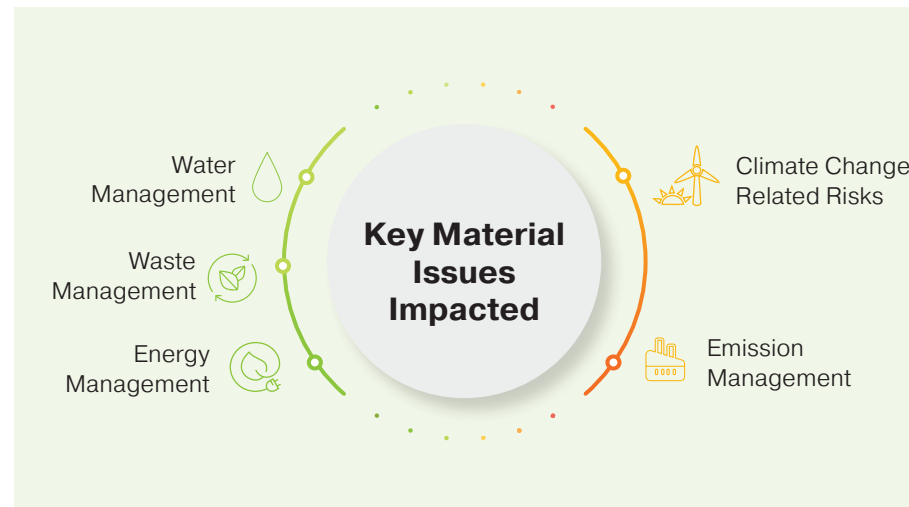 Water
Management
Waste
Management
Energy
Management
Key Material
Issues
Impacted
Climate Change
Related Risks
Emission
Management